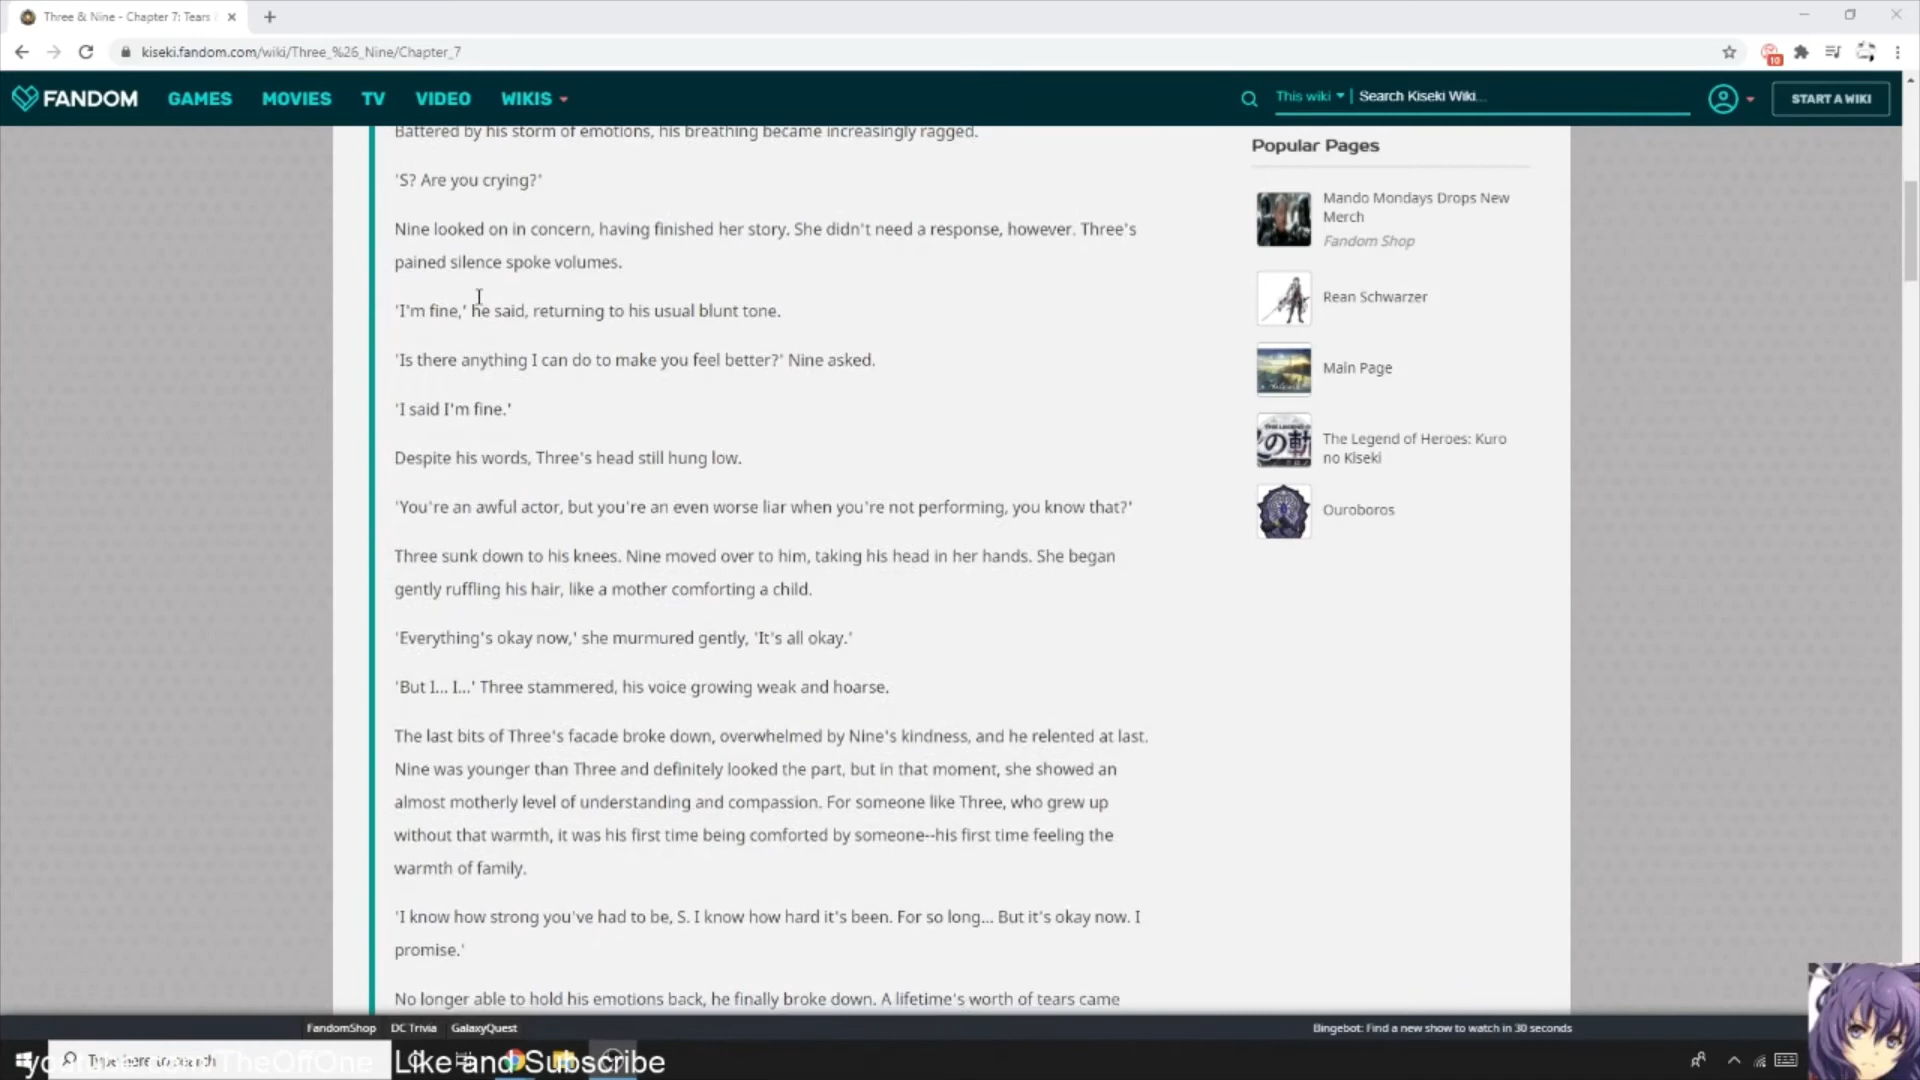 Three & Nine - Chapter 7: Tears
kiseki.fandom.com/wiki/Three_%26_Nine/Chapter_7
10
FANDOM GAMES MOVIES TV VIDEO WIKIS This wiki Search Kiseki Wiki... START A WIKI
Battered by his storm of emotions, his breathing became increasingly ragged.
'S? Are you crying?'
Nine looked on in concern, having finished her story. She didn't need a response, however. Three's
pained silence spoke volumes.
'I'm fine,' he said, returning to his usual blunt tone.
'Is there anything I can do to make you feel better?' Nine asked.
'I said I'm fine.'
Despite his words, Three's head still hung low.
'You're an awful actor, but you're an even worse liar when you're not performing, you know that?'
Three sunk down to his knees. Nine moved over to him, taking his head in her hands. She began
gently ruffling his hair, like a mother comforting a child.
'Everything's okay now,' she murmured gently, 'It's all okay.'
'But I... I...' Three stammered, his voice growing weak and hoarse.
The last bits of Three's facade broke down, overwhelmed by Nine's kindness, and he relented at last.
Nine was younger than Three and definitely looked the part, but in that moment, she showed an
almost motherly level of understanding and compassion. For someone like Three, who grew up
without that warmth, it was his first time being comforted by someone--his first time feeling the
warmth of family.
'I know how strong you've had to be, S. I know how hard it's been. For so long... But it's okay now. I
promise.'
No longer able to hold his emotions back, he finally broke down. A lifetime's worth of tears came
Popular Pages
Mando Mondays Drops New
Merch
Fandom Shop
Rean Schwarzer
Main Page
The Legend of Heroes: Kuro
no Kiseki
Ouroboros
FandomShop DC Trivia GalaxyQuest Bingebot: Find a new show to watch in 30 seconds
Type here to search
youtube.com/TheOffOne Like and Subscribe